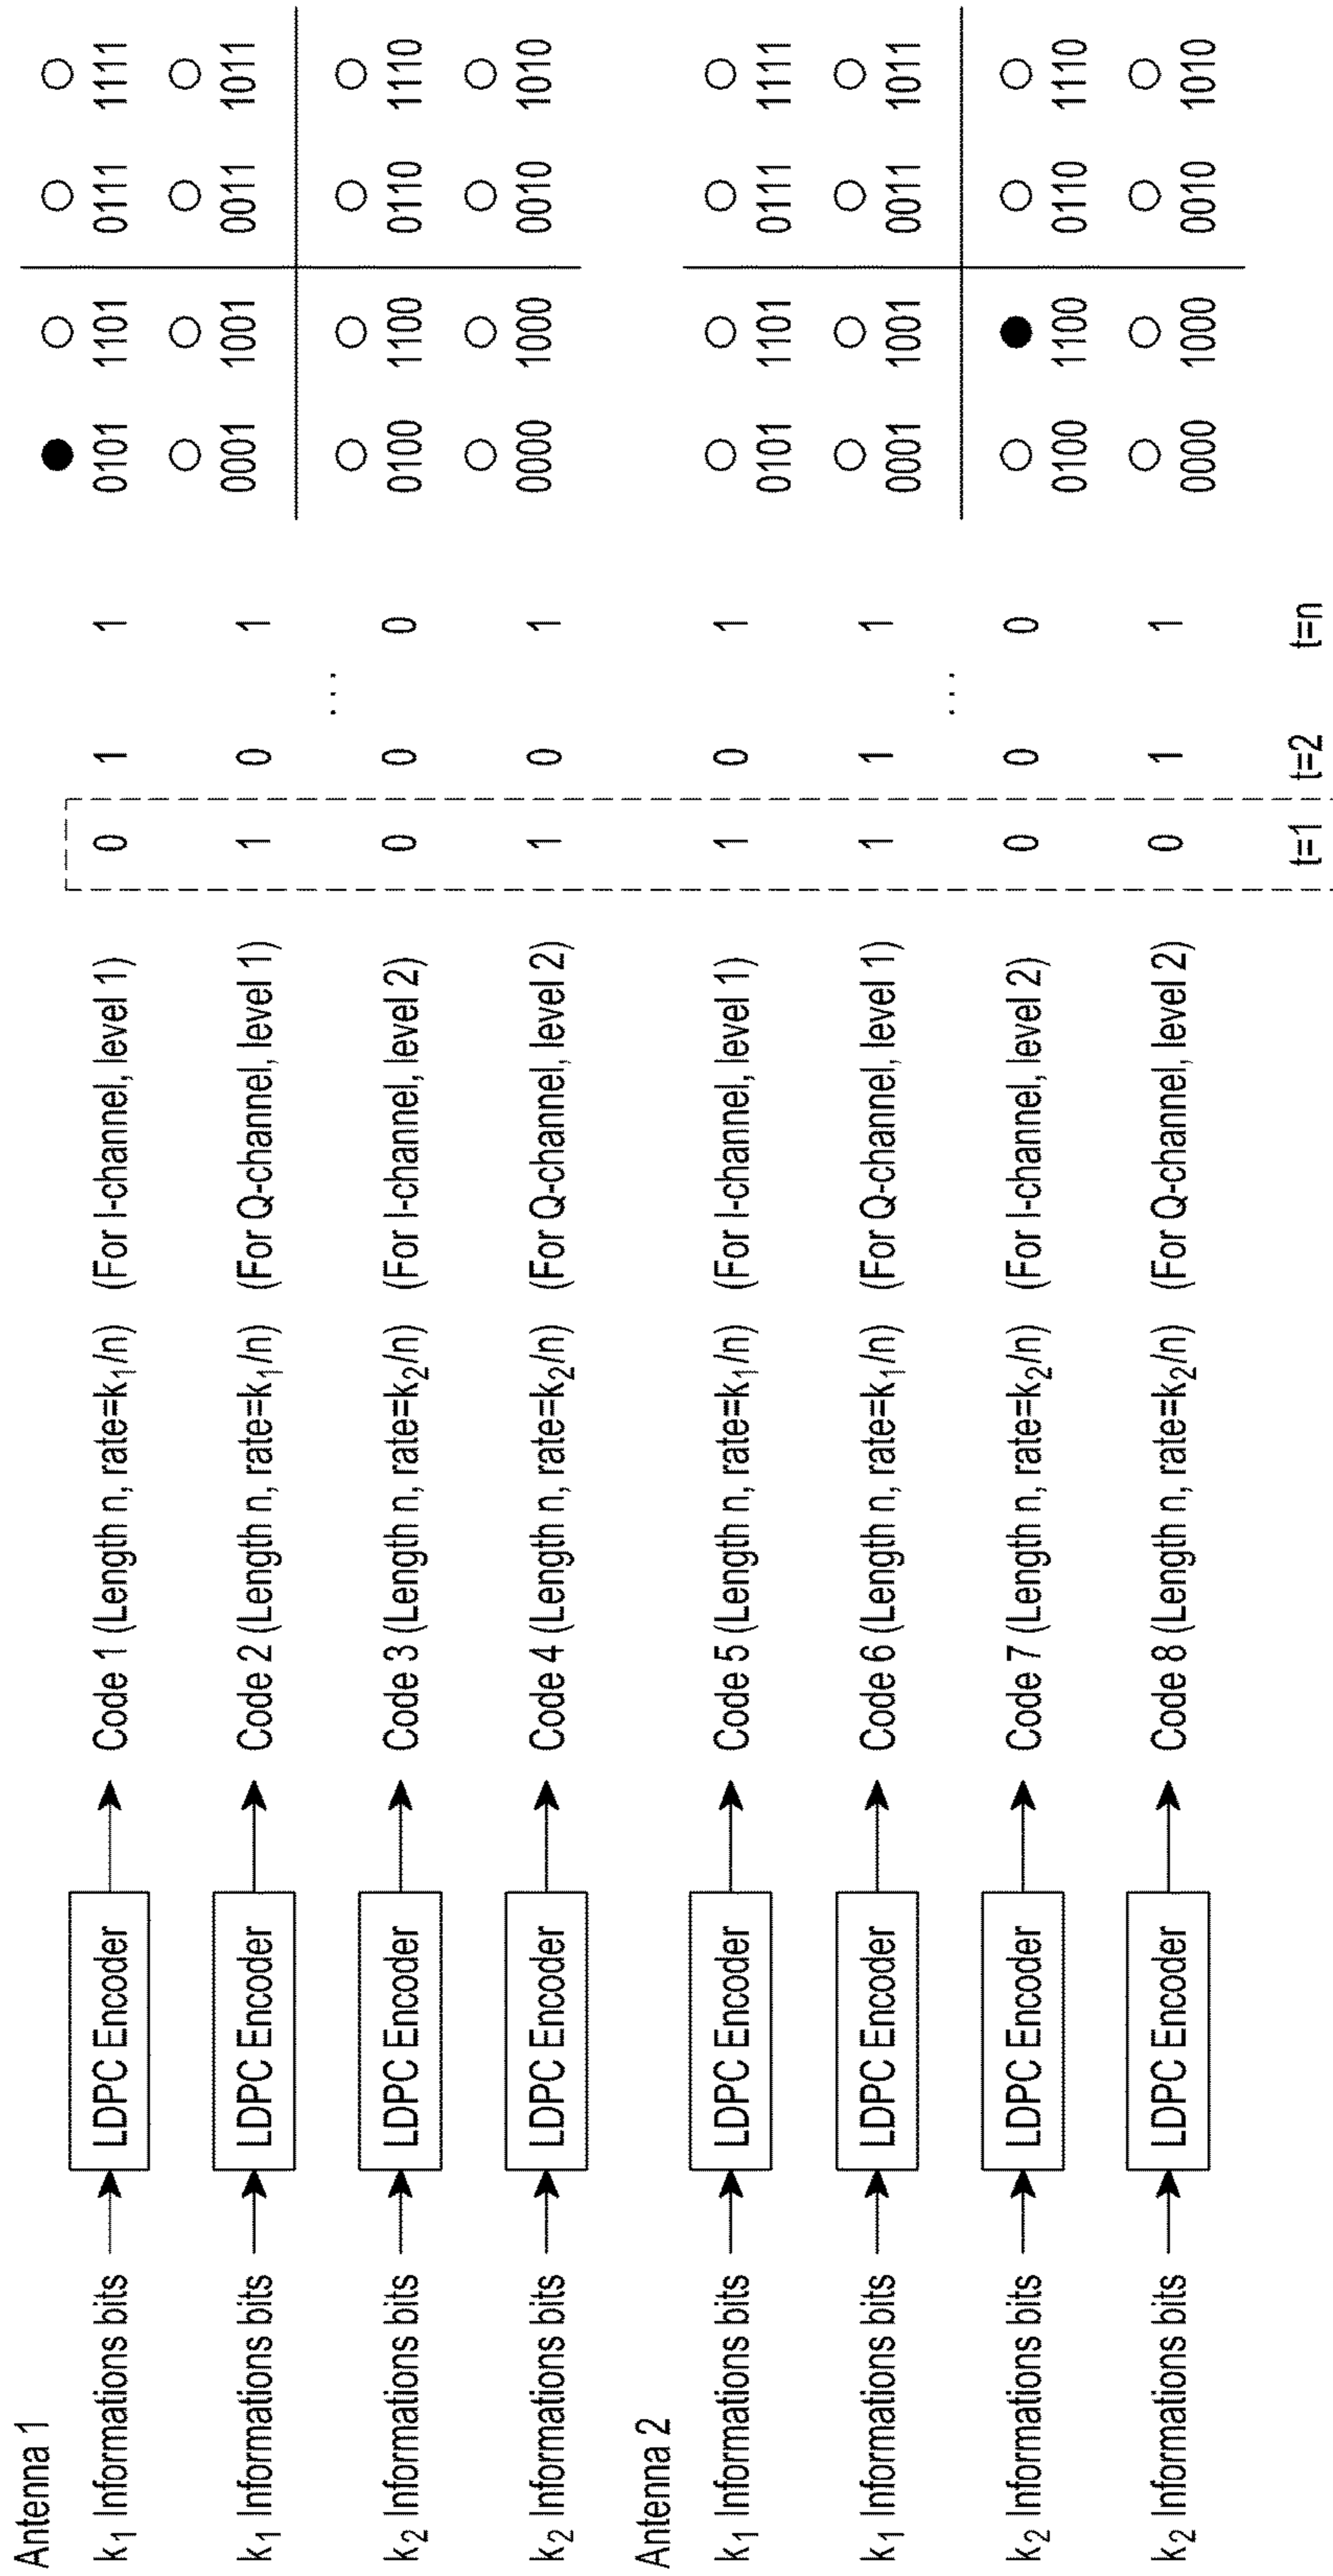 Antenna 1
k₁ Informations bits LDPC Encoder Code 1 (Length n, rate=k₁/n) (For I-channel, level 1) 0 1 1
k₁ Informations bits LDPC Encoder Code 2 (Length n, rate=k₁/n) (For Q-channel, level 1) 1 0 1
k₂ Informations bits LDPC Encoder Code 3 (Length n, rate=k₂/n) (For I-channel, level 2) 0 0 ... 0
k₂ Informations bits LDPC Encoder Code 4 (Length n, rate=k₂/n) (For Q-channel, level 2) 1 0 1
0101 1101 0111 1111
0001 1001 0011 1011
0100 1100 0110 1110
0000 1000 0010 1010
Antenna 2
k₁ Informations bits LDPC Encoder Code 5 (Length n, rate=k₁/n) (For I-channel, level 1) 1 0 1
k₁ Informations bits LDPC Encoder Code 6 (Length n, rate=k₁/n) (For Q-channel, level 1) 1 1 1
k₂ Informations bits LDPC Encoder Code 7 (Length n, rate=k₂/n) (For I-channel, level 2) 0 0 ... 0
k₂ Informations bits LDPC Encoder Code 8 (Length n, rate=k₂/n) (For Q-channel, level 2) 0 1 1
0101 1101 0111 1111
0001 1001 0011 1011
0100 1100 0110 1110
0000 1000 0010 1010
t=1 t=2 t=n